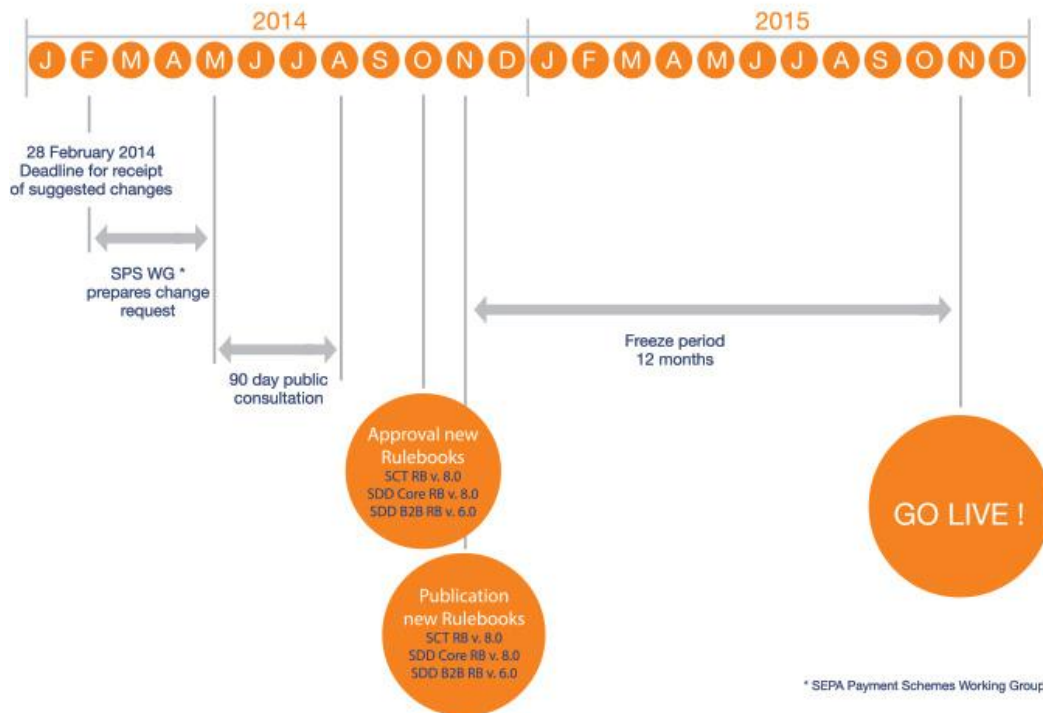 2014
2015
J F M A M J J A S O N D J F M A M J J A S O N D
28 February 2014
Deadline for receipt
of suggested changes
SPS WG *
prepares change
request
90 day public
consultation
Freeze period
12 months
Approval new
Rulebooks
SCT RB v. 8.0
SDD Core RB v. 8.0
SDD B2B RB v. 6.0
GO LIVE !
Publication
new Rulebooks
SCT RB v. 8.0
SDD Core RB v. 8.0
SDD B2B RB v. 6.0
* SEPA Payment Schemes Working Group